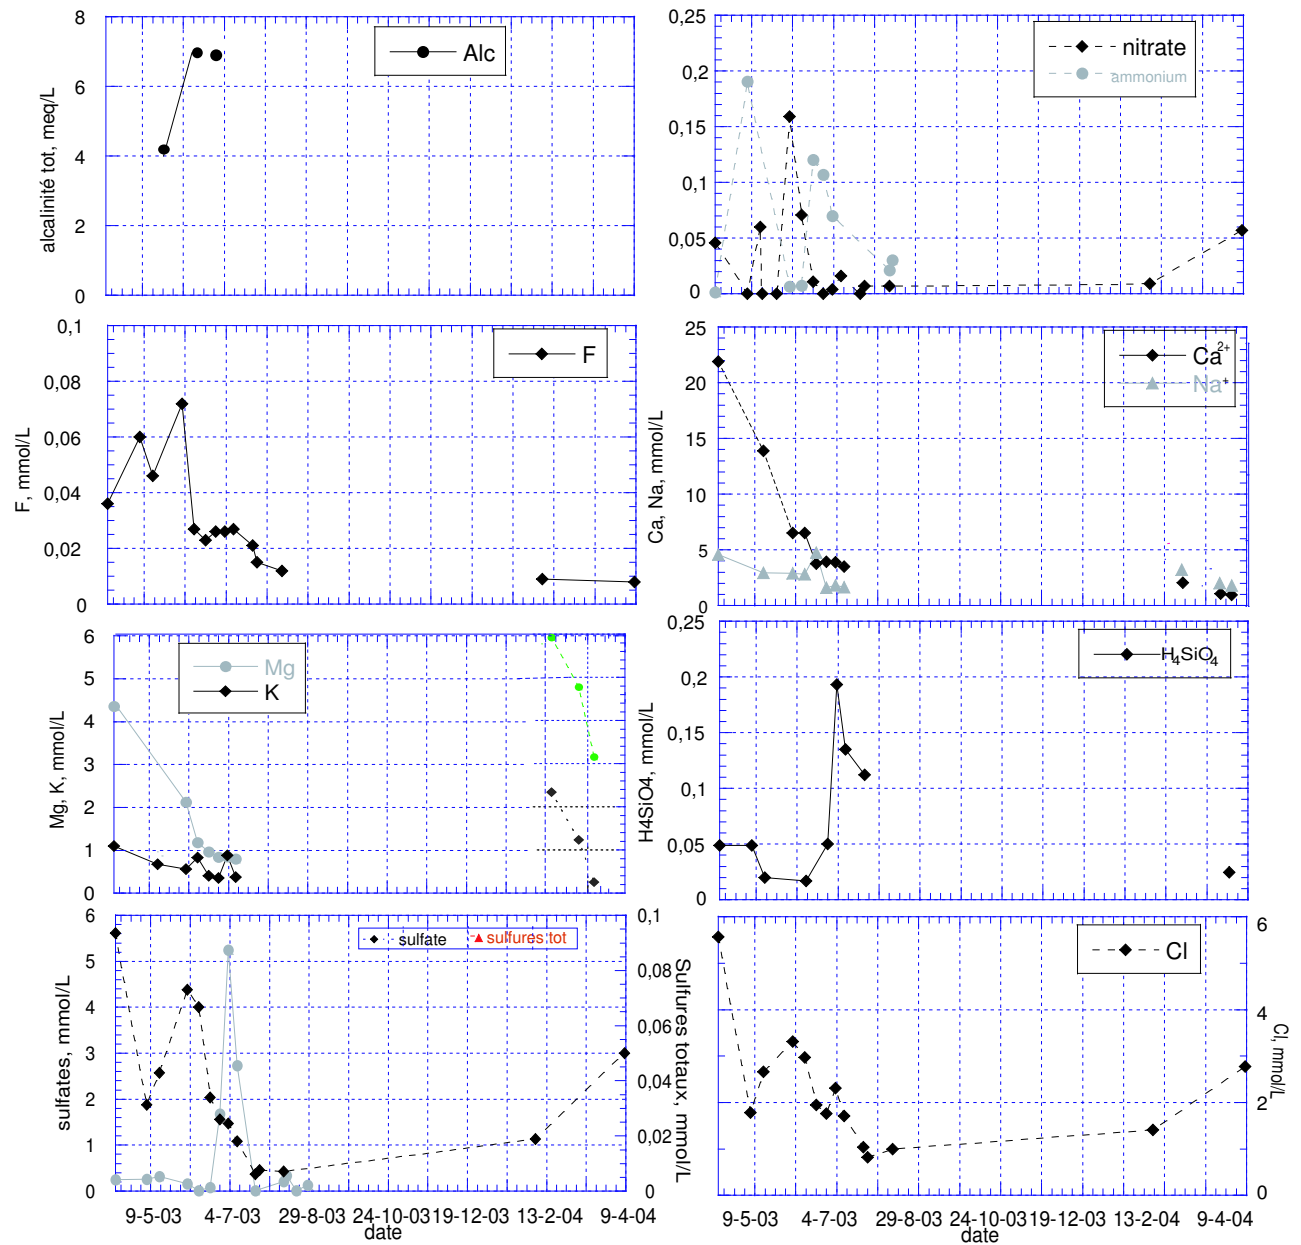 8
6
4
2
0
alcalinité tot, meq/L
Alc
0,25
0,2
0,15
0,1
0,05
0
nitrate
ammonium
0,1
0,08
0,06
0,04
0,02
0
F, mmol/L
F
25
20
15
10
5
0
Ca, Na, mmol/L
Ca2+
Na+
6
5
4
3
2
1
0
Mg, K, mmol/L
Mg
K
0,25
0,2
0,15
0,1
0,05
0
H4SiO4, mmol/L
H4SiO4
6
5
4
3
2
1
0
sulfates, mmol/L
sulfate
sulfures tot
0,1
0,08
0,06
0,04
0,02
0
Sulfures totaux, mmol/L
9-5-03 4-7-03 29-8-03 24-10-03 19-12-03 13-2-04 9-4-04
date
Cl
6
4
2
0
Cl, mmol/L
9-5-03 4-7-03 29-8-03 24-10-03 19-12-03 13-2-04 9-4-04
date